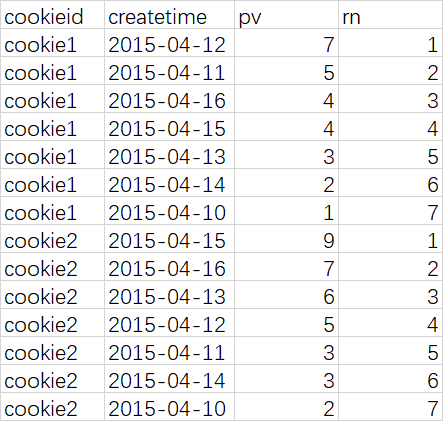 cookieid createtime pv rn
cookie1 2015-04-12 7 1
cookie1 2015-04-11 5 2
cookie1 2015-04-16 4 3
cookie1 2015-04-15 4 4
cookie1 2015-04-13 3 5
cookie1 2015-04-14 2 6
cookie1 2015-04-10 1 7
cookie2 2015-04-15 9 1
cookie2 2015-04-16 7 2
cookie2 2015-04-13 6 3
cookie2 2015-04-12 5 4
cookie2 2015-04-11 3 5
cookie2 2015-04-14 3 6
cookie2 2015-04-10 2 7